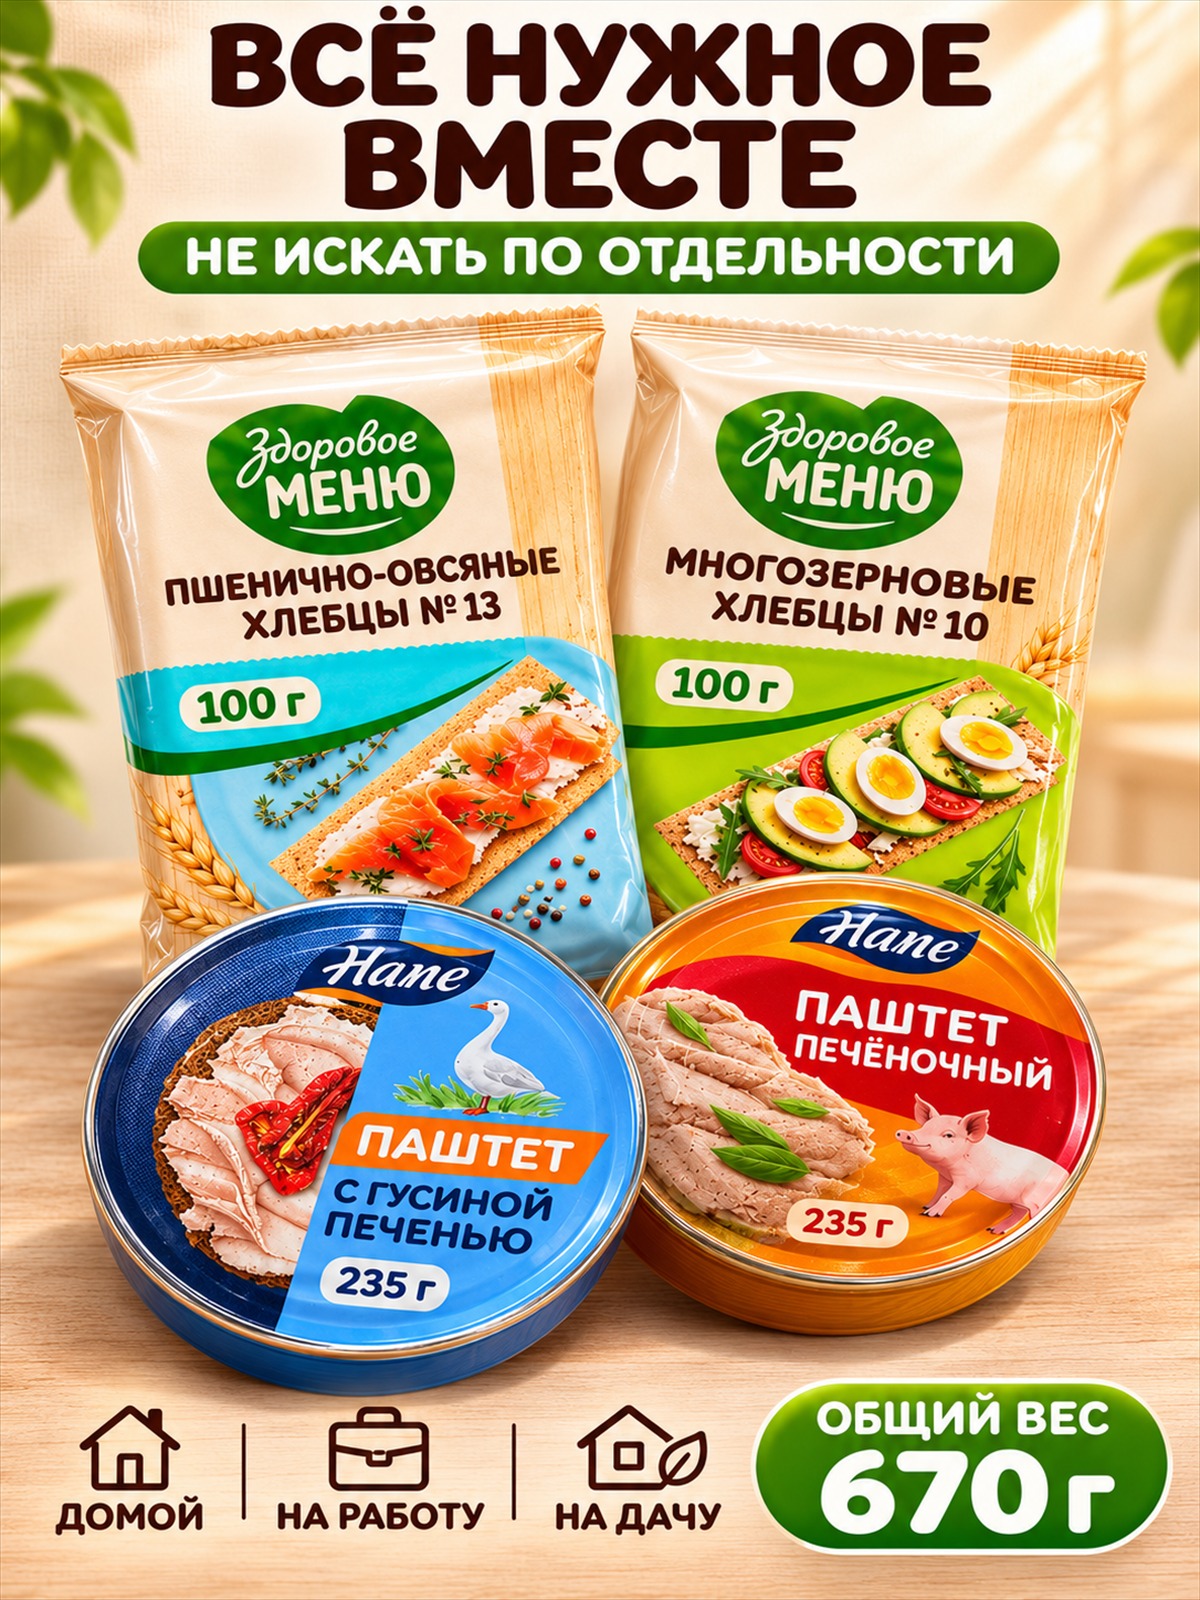 ВСЁ НУЖНОЕ
ВМЕСТЕ
НЕ ИСКАТЬ ПО ОТДЕЛЬНОСТИ
Здоровое
МЕНЮ
ПШЕНИЧНО-ОВСЯНЫЕ
ХЛЕБЦЫ № 13
100 г
Здоровое
МЕНЮ
МНОГОЗЕРНОВЫЕ
ХЛЕБЦЫ № 10
100 г
Hame
ПАШТЕТ
С ГУСИНОЙ
ПЕЧЕНЬЮ
235 г
Hame
ПАШТЕТ
ПЕЧЁНОЧНЫЙ
235 г
ДОМОЙ
НА РАБОТУ
НА ДАЧУ
ОБЩИЙ ВЕС
670 г